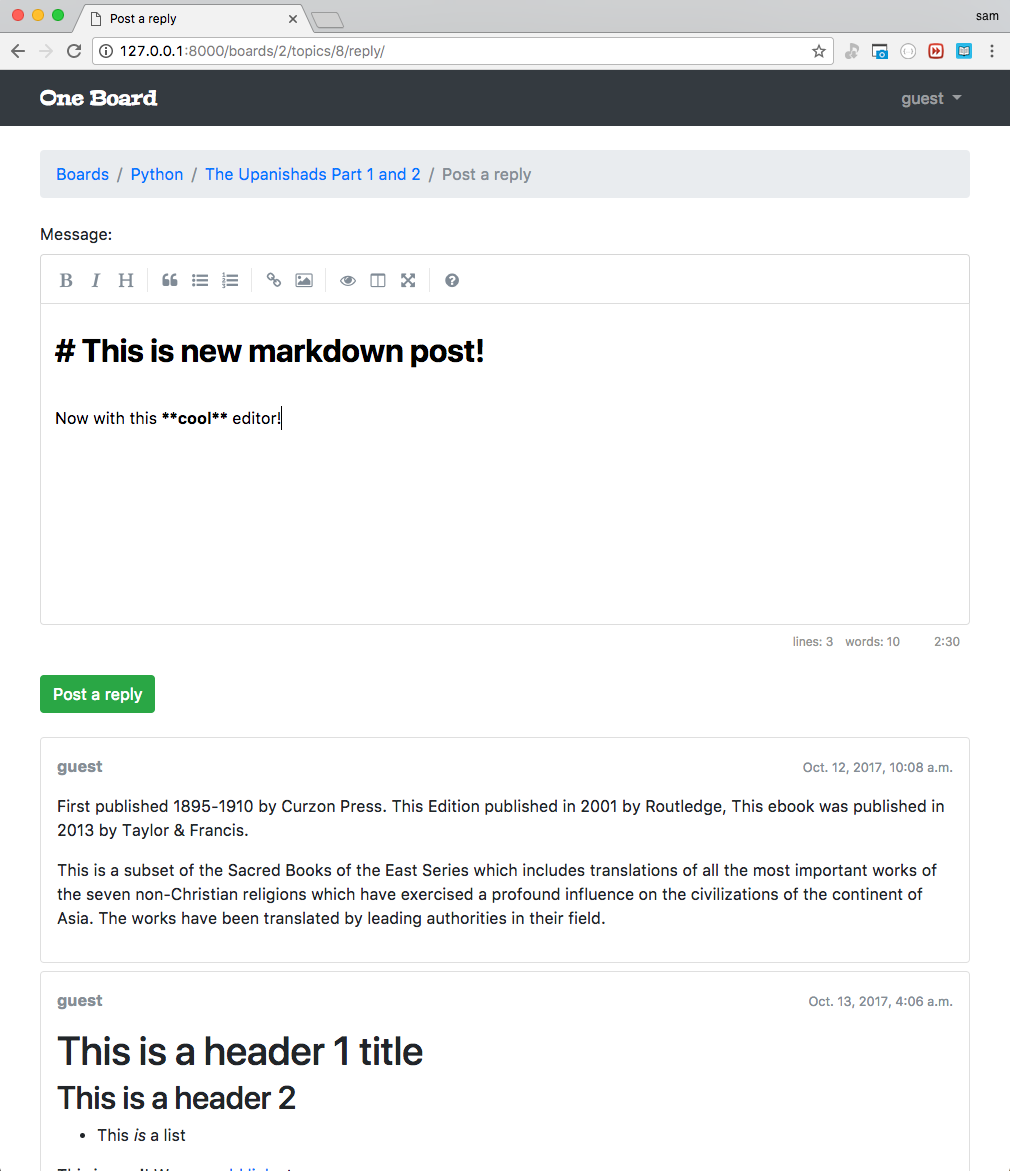 Post a reply
sam
127.0.0.1:8000/boards/2/topics/8/reply/
One Board
guest
Boards / Python / The Upanishads Part 1 and 2 / Post a reply
Message:
B I H
# This is new markdown post!
Now with this **cool** editor!
lines: 3 words: 10 2:30
Post a reply
guest
Oct. 12, 2017, 10:08 a.m.
First published 1895-1910 by Curzon Press. This Edition published in 2001 by Routledge, This ebook was published in
2013 by Taylor & Francis.
This is a subset of the Sacred Books of the East Series which includes translations of all the most important works of
the seven non-Christian religions which have exercised a profound influence on the civilizations of the continent of
Asia. The works have been translated by leading authorities in their field.
guest
Oct. 13, 2017, 4:06 a.m.
This is a header 1 title
This is a header 2
• This is a list